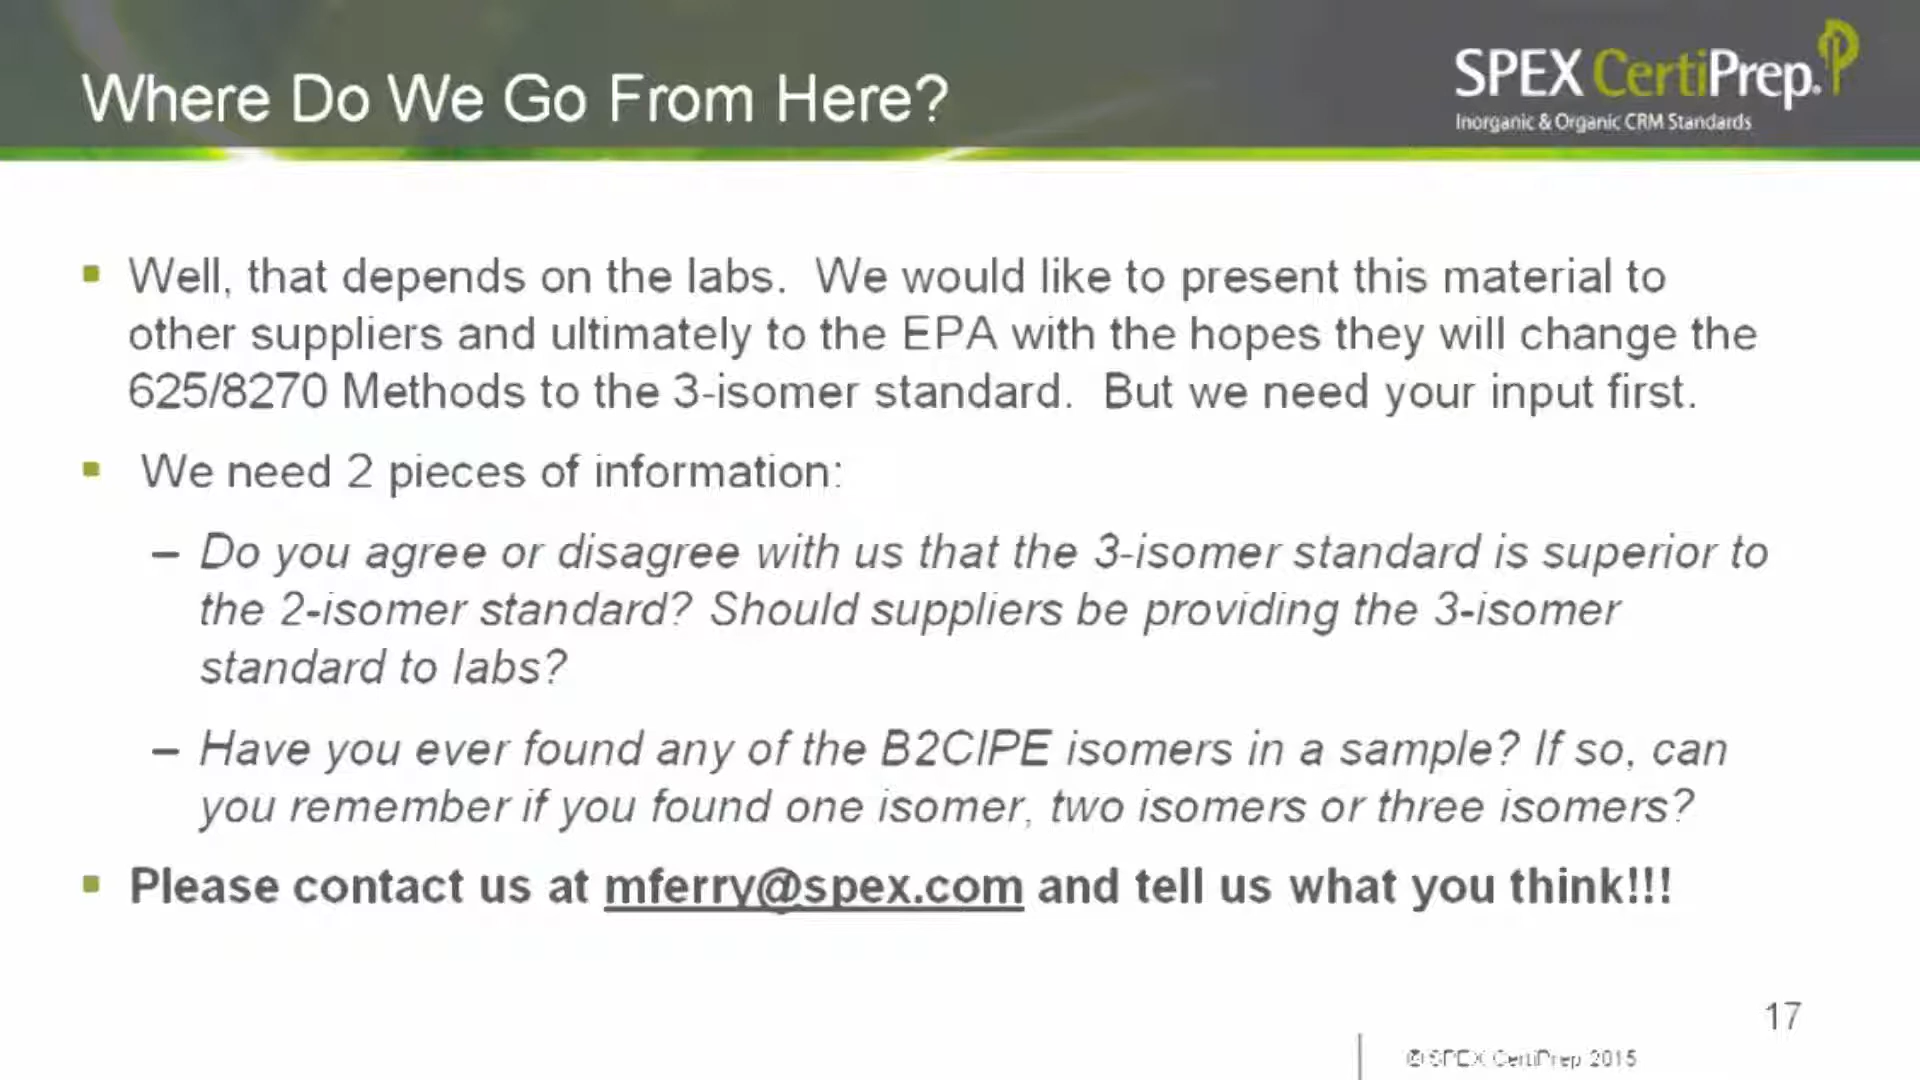 Where Do We Go From Here?
SPEX CertiPrep.
Inorganic & Organic CRM Standards
Well, that depends on the labs. We would like to present this material to
other suppliers and ultimately to the EPA with the hopes they will change the
625/8270 Methods to the 3-isomer standard. But we need your input first.
We need 2 pieces of information:
– Do you agree or disagree with us that the 3-isomer standard is superior to
the 2-isomer standard? Should suppliers be providing the 3-isomer
standard to labs?
– Have you ever found any of the B2CIPE isomers in a sample? If so, can
you remember if you found one isomer, two isomers or three isomers?
Please contact us at mferry@spex.com and tell us what you think!!!
17
© SPEX CertiPrep 2015